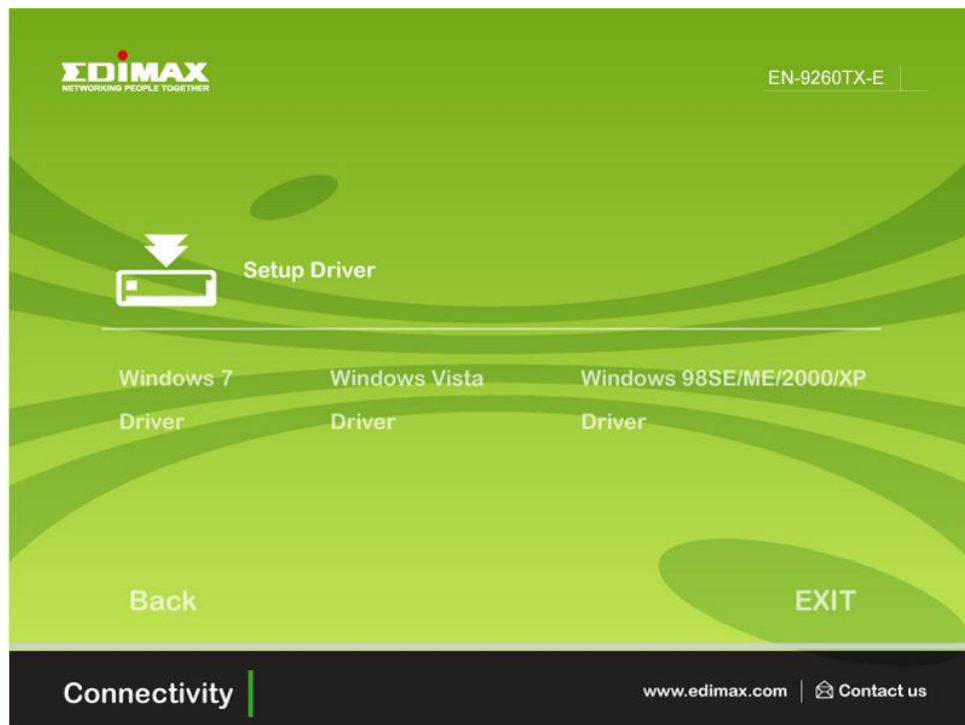 EDIMAX
NETWORKING PEOPLE TOGETHER
EN-9260TX-E
Setup Driver
Windows 7 Driver
Windows Vista Driver
Windows 98SE/ME/2000/XP Driver
Back
EXIT
Connectivity
www.edimax.com
Contact us